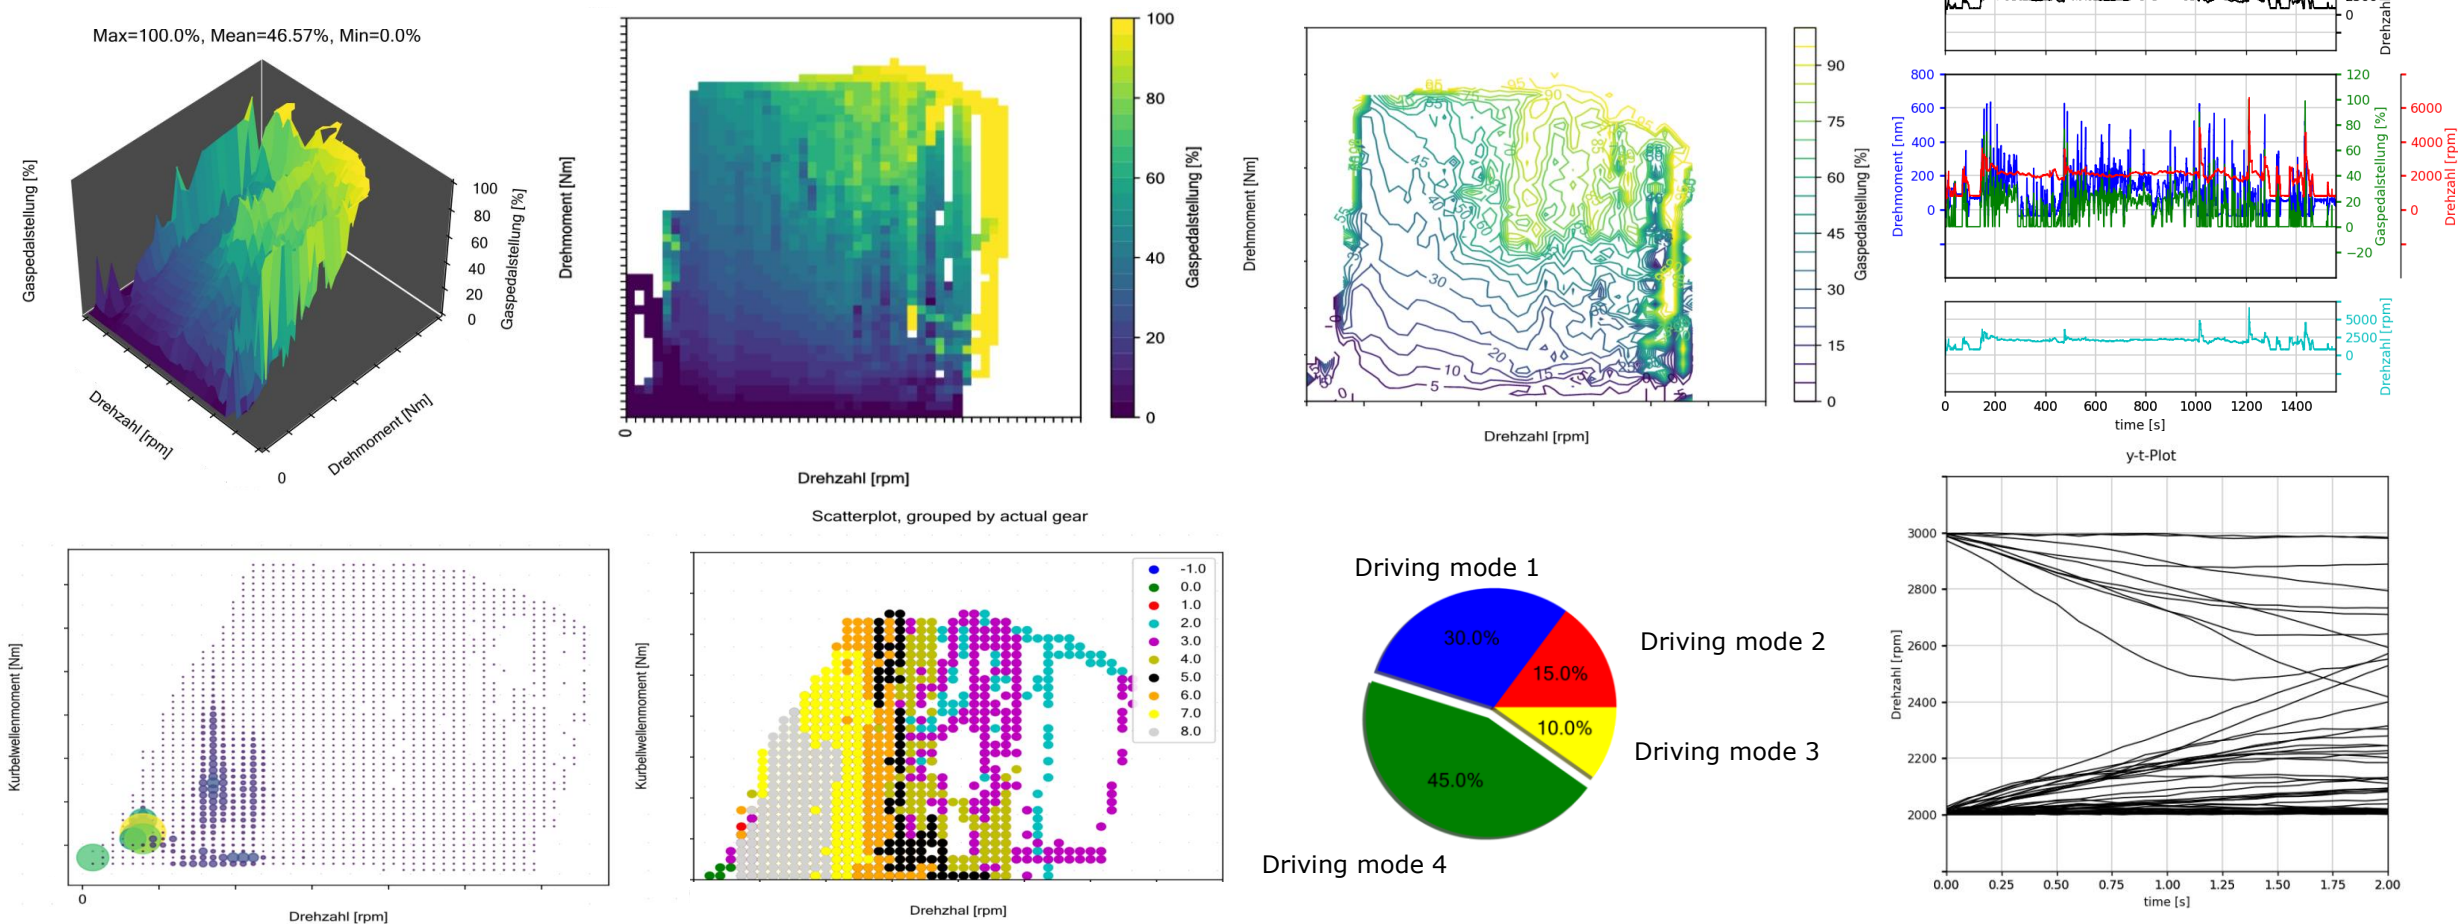 Max=100.0%, Mean=46.57%, Min=0.0%
Gaspedalstellung [%]
100
80
60
40
20
0
Gaspedalstellung [%]
Drehzahl [rpm]
Drehmoment [Nm]
0
Drehmoment [Nm]
0
Drehzahl [rpm]
100
80
60
40
20
0
Gaspedalstellung [%]
Drehmoment [Nm]
45
30
20
15
10
5
0
Drehzahl [rpm]
90
75
60
45
30
15
0
Gaspedalstellung [%]
0
Drehzahl
800
600
400
200
0
Drehmoment [nm]
120
100
80
60
40
20
0
−20
Gaspedalstellung [%]
6000
4000
2000
0
Drehzahl [rpm]
5000
2500
0
Drehzahl [rpm]
0 200 400 600 800 1000 1200 1400
time [s]
Kurbelwellenmoment [Nm]
0
Drehzahl [rpm]
Scatterplot, grouped by actual gear
Kurbellwellenmoment [Nm]
-1.0
0.0
1.0
2.0
3.0
4.0
5.0
6.0
7.0
8.0
Drehzhal [rpm]
Driving mode 1
30.0%
Driving mode 2
15.0%
10.0%
Driving mode 3
45.0%
Driving mode 4
y-t-Plot
Drehzahl [rpm]
3000
2800
2600
2400
2200
2000
0.00 0.25 0.50 0.75 1.00 1.25 1.50 1.75 2.00
time [s]